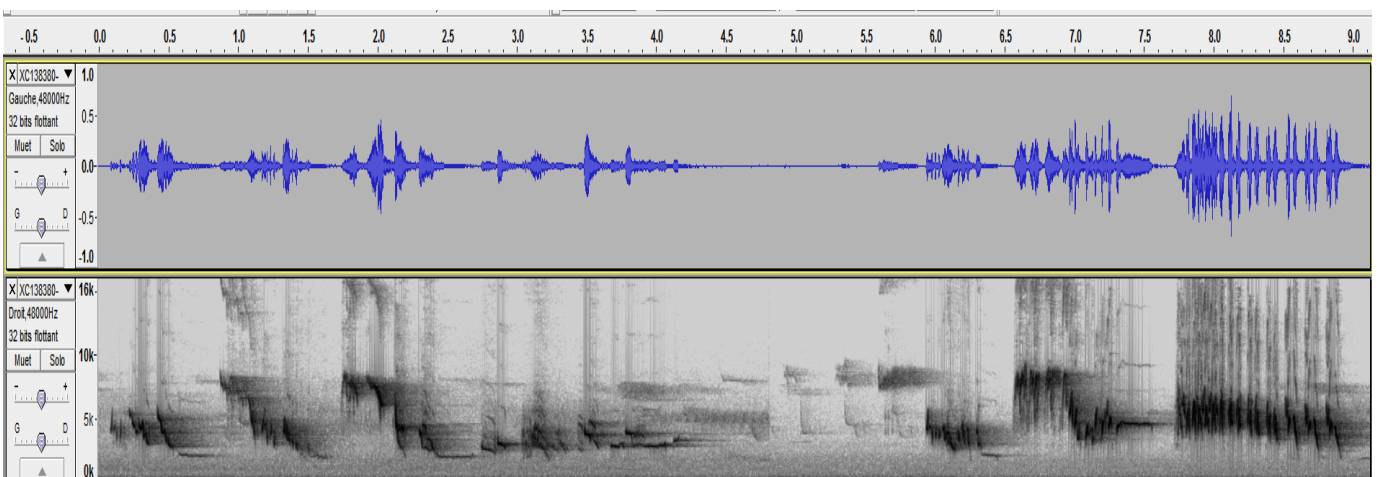 - 0.5 0.0 0.5 1.0 1.5 2.0 2.5 3.0 3.5 4.0 4.5 5.0 5.5 6.0 6.5 7.0 7.5 8.0 8.5 9.0
X XC138380- ▼ 1.0
Gauche,48000Hz
32 bits flottant 0.5-
Muet Solo
- + 0.0-
G D -0.5-
-1.0
X XC138380- ▼ 16k-
Droit,48000Hz
32 bits flottant
Muet Solo 10k-
- +
G D 5k-
0k